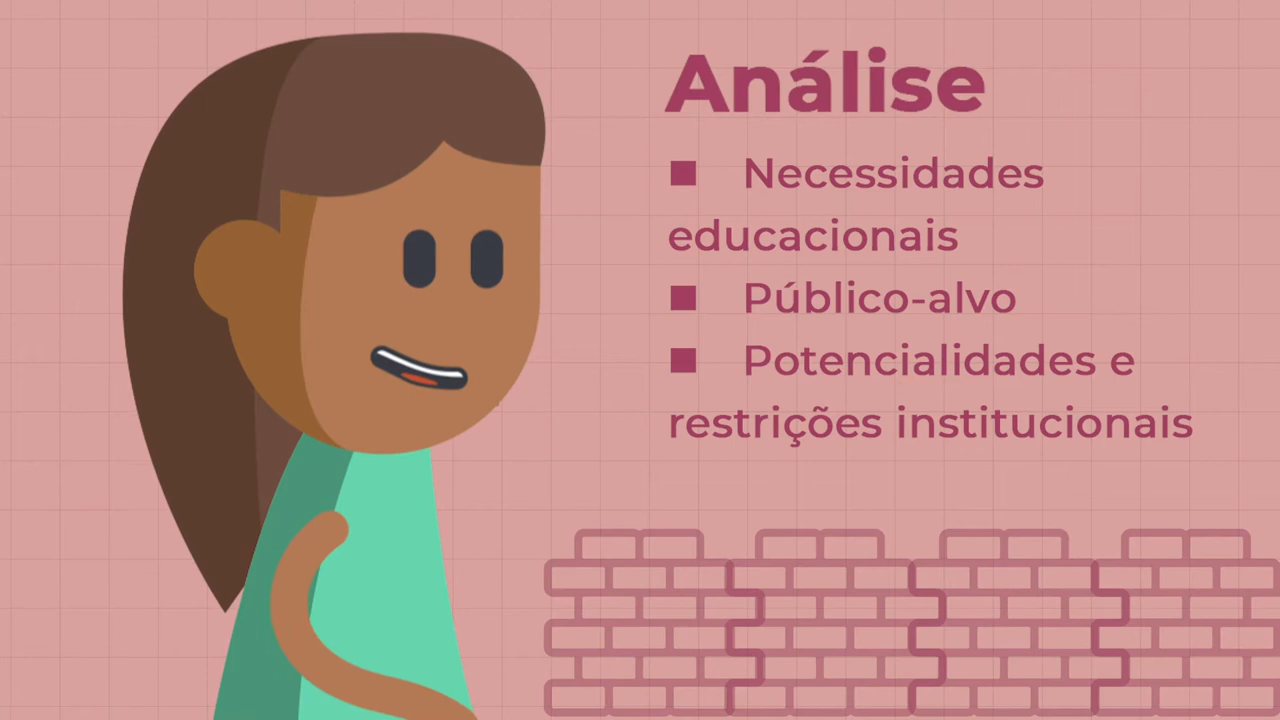 Análise
■ Necessidades
educacionais
■ Público-alvo
■ Potencialidades e
restrições institucionais